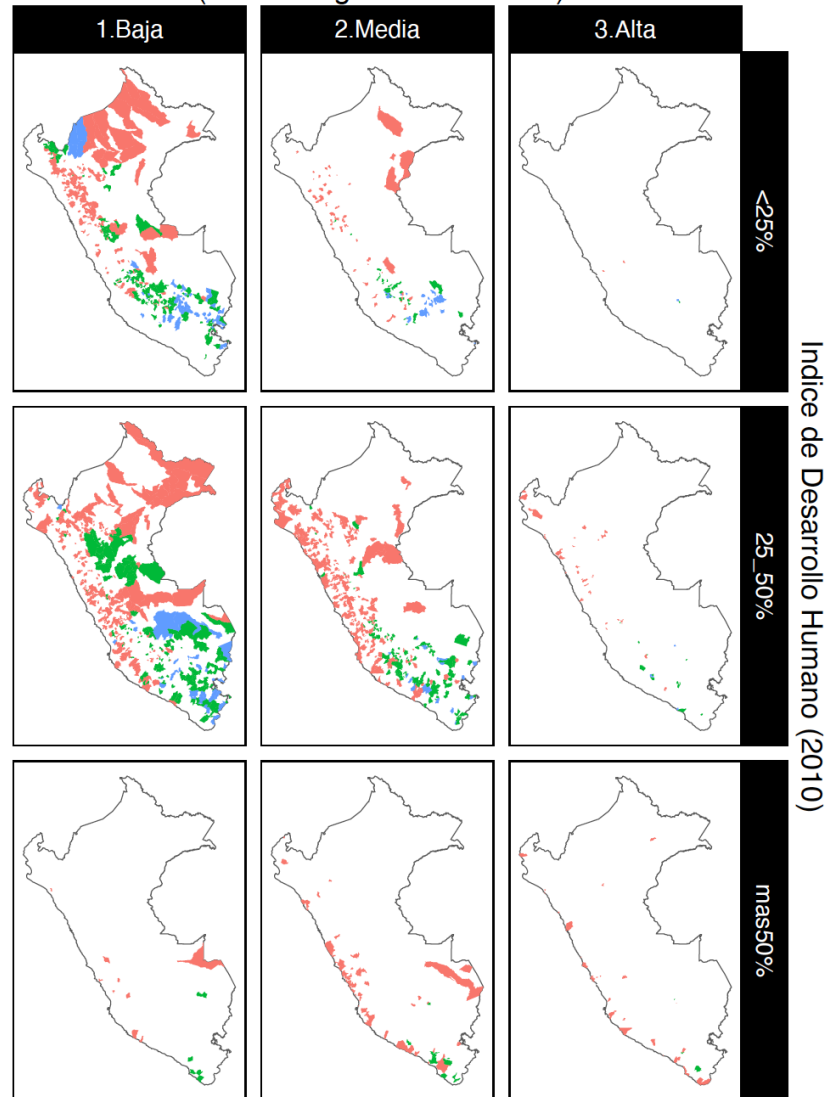 1.Baja
2.Media
3.Alta
<25%
25_50%
mas50%
Indice de Desarrollo Humano (2010)